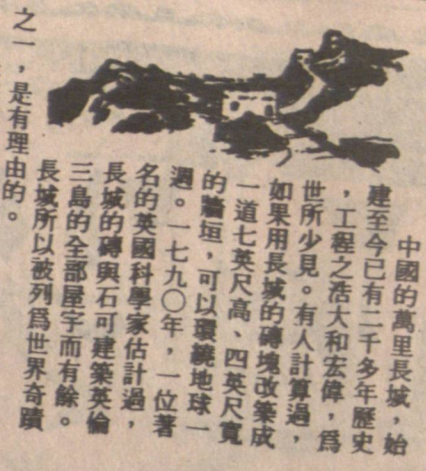 中國的萬里長城，始
建至今已有二千多年歷史
，工程之浩大和宏偉，爲
世所少見。有人計算過，
如果用長城的磚塊改築成
一道七英尺高、四英尺寬
的牆垣，可以環繞地球一
週。一七九〇年，一位著
名的英國科學家估計過，
長城的磚與石可建築英倫
三島的全部屋宇而有餘。
長城所以被列爲世界奇蹟
之一，是有理由的。